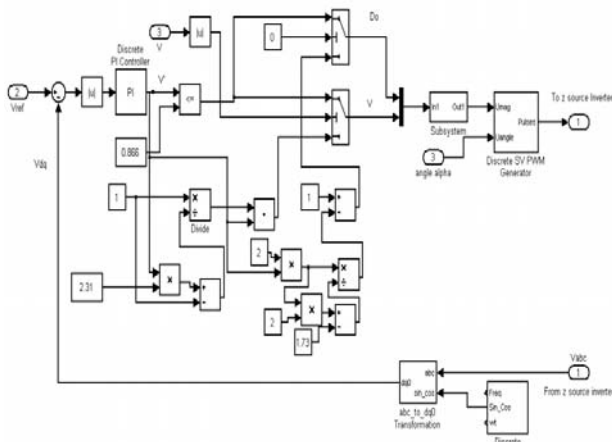 Do
3
V
|u|
0
Discrete
PI Controller
2
Vref
|u|
PI
V'
<=
V
In1
Out1
Subsystem
Umag
Uangle
Pulses
Discrete SV PWM
Generator
To z source Inverter
1
3
angle alpha
0.866
Vdq
1
×
÷
Divide
1
+
-
2.31
×
+
-
2
×
×
÷
2
×
+
-
1.73
abc
dq0
sin_cos
abc_to_dq0
Transformation
Vabc
1
From z source inverter
Freq
Sin_Cos
wt
Discrete